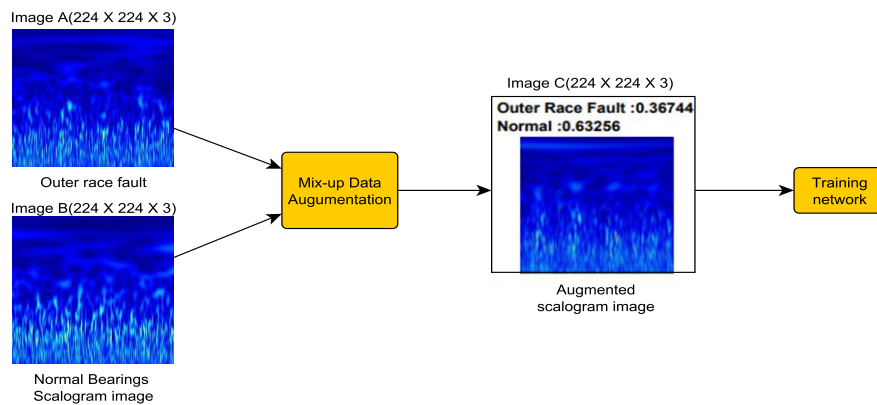 Image A(224 X 224 X 3)
Outer race fault
Image B(224 X 224 X 3)
Normal Bearings
Scalogram image
Mix-up Data
Augumentation
Image C(224 X 224 X 3)
Outer Race Fault :0.36744
Normal :0.63256
Augmented
scalogram image
Training
network